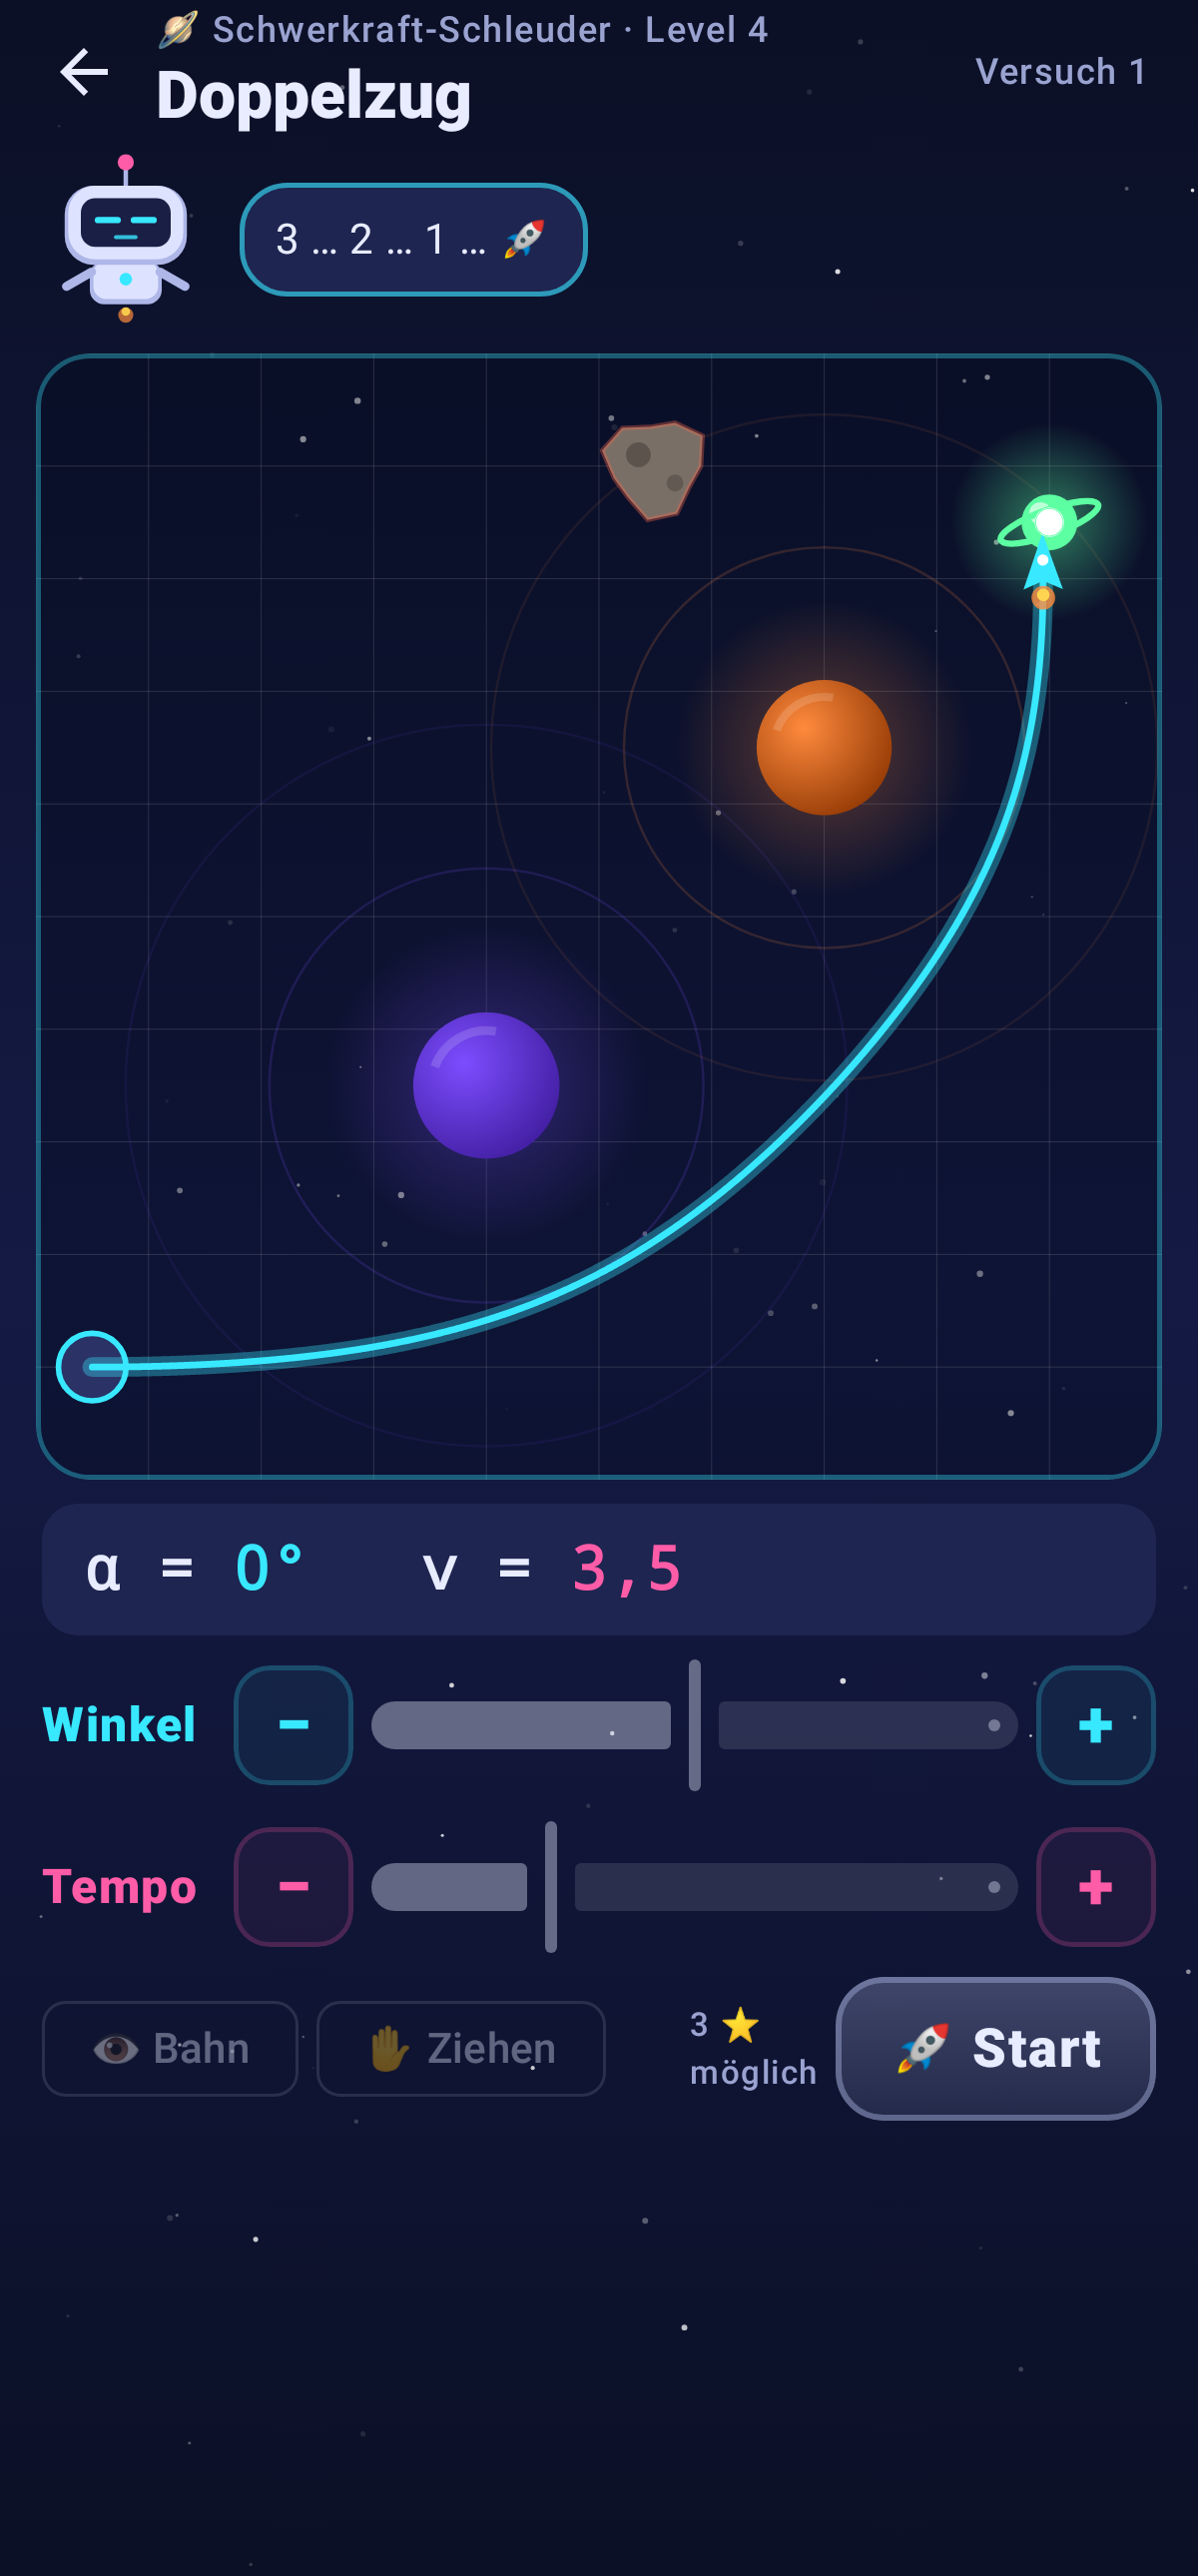 🪐 Schwerkraft-Schleuder · Level 4
Doppelzug
Versuch 1
3 … 2 … 1 … 🚀
α = 0° v = 3,5
Winkel − +
Tempo − +
👁 Bahn
✋ Ziehen
3 ⭐
möglich
🚀 Start